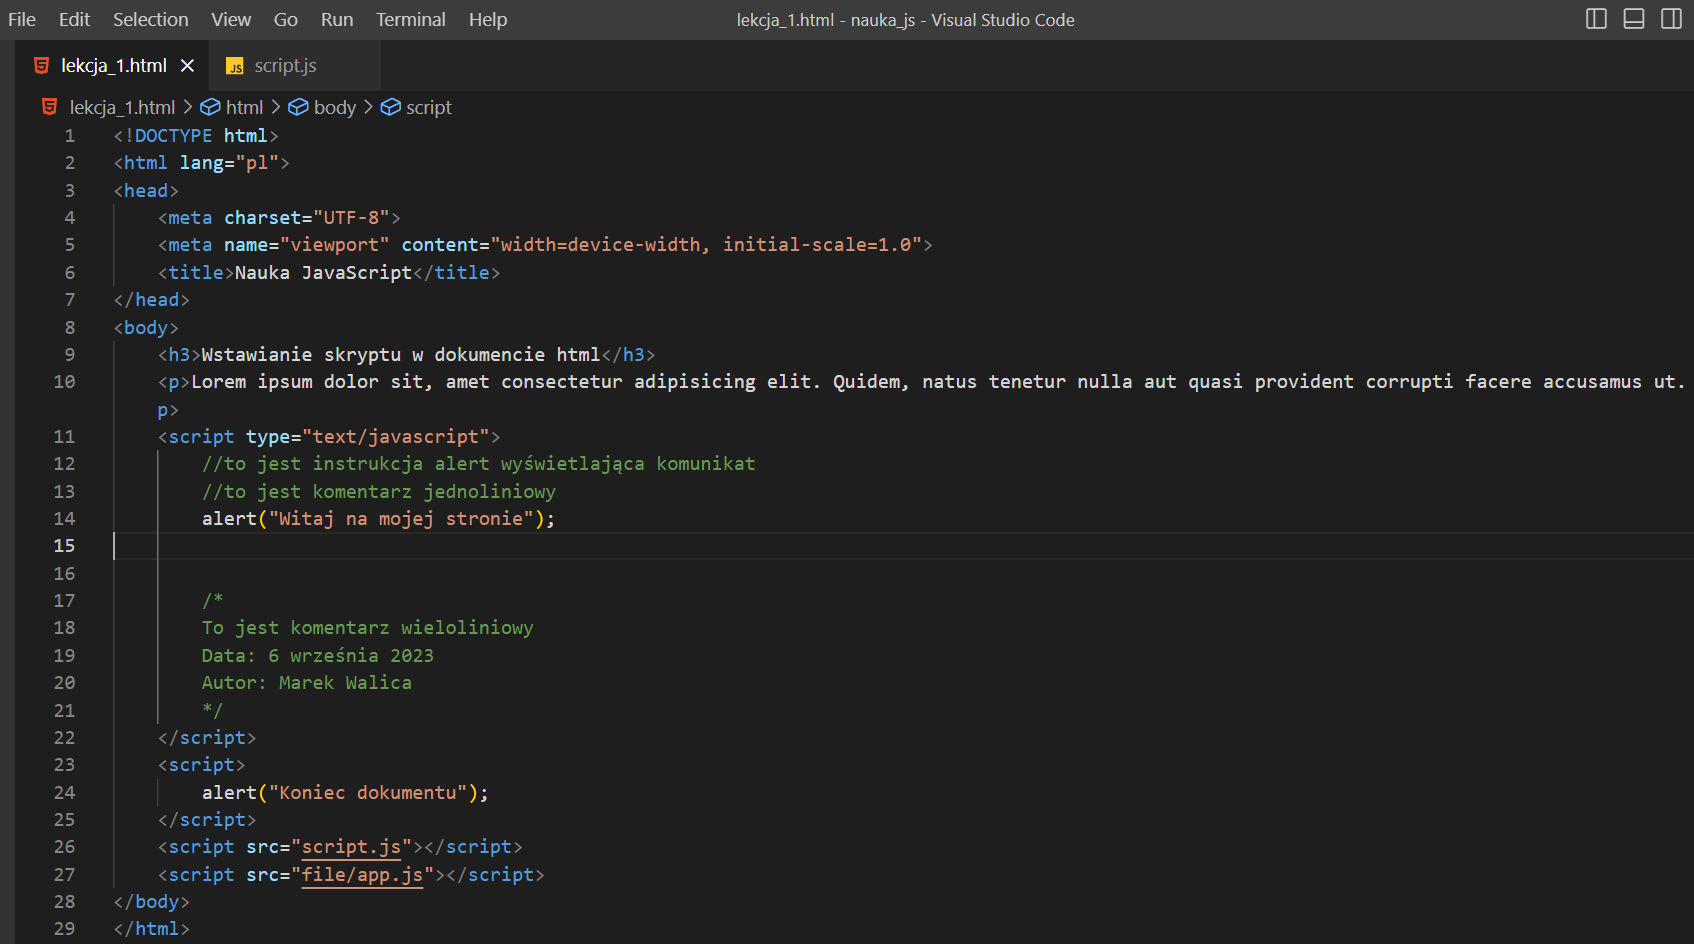 File Edit Selection View Go Run Terminal Help lekcja_1.html - nauka_js - Visual Studio Code
lekcja_1.html script.js
lekcja_1.html > html > body > script
1 <!DOCTYPE html>
2 <html lang="pl">
3 <head>
4 <meta charset="UTF-8">
5 <meta name="viewport" content="width=device-width, initial-scale=1.0">
6 <title>Nauka JavaScript</title>
7 </head>
8 <body>
9 <h3>Wstawianie skryptu w dokumencie html</h3>
10 <p>Lorem ipsum dolor sit, amet consectetur adipisicing elit. Quidem, natus tenetur nulla aut quasi provident corrupti facere accusamus ut.
p>
11 <script type="text/javascript">
12 //to jest instrukcja alert wyświetlająca komunikat
13 //to jest komentarz jednoliniowy
14 alert("Witaj na mojej stronie");
15
16
17 /*
18 To jest komentarz wieloliniowy
19 Data: 6 września 2023
20 Autor: Marek Walica
21 */
22 </script>
23 <script>
24 alert("Koniec dokumentu");
25 </script>
26 <script src="script.js"></script>
27 <script src="file/app.js"></script>
28 </body>
29 </html>